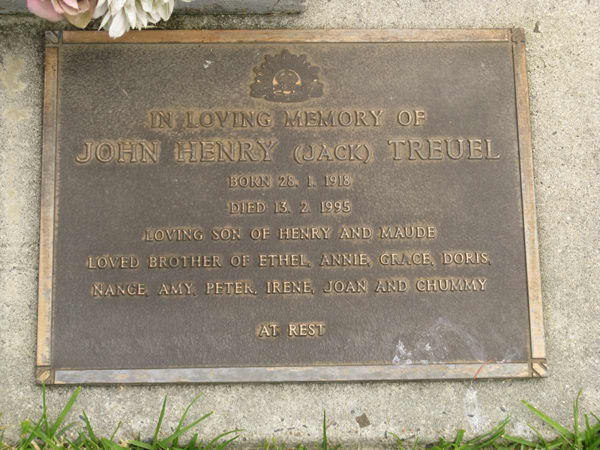 IN LOVING MEMORY OF
JOHN HENRY (JACK) TREUEL
BORN 28. 1. 1918
DIED 13. 2. 1995
LOVING SON OF HENRY AND MAUDE
LOVED BROTHER OF ETHEL, ANNIE, GRACE, DORIS,
NANCE, AMY, PETER, IRENE, JOAN AND CHUMMY
AT REST